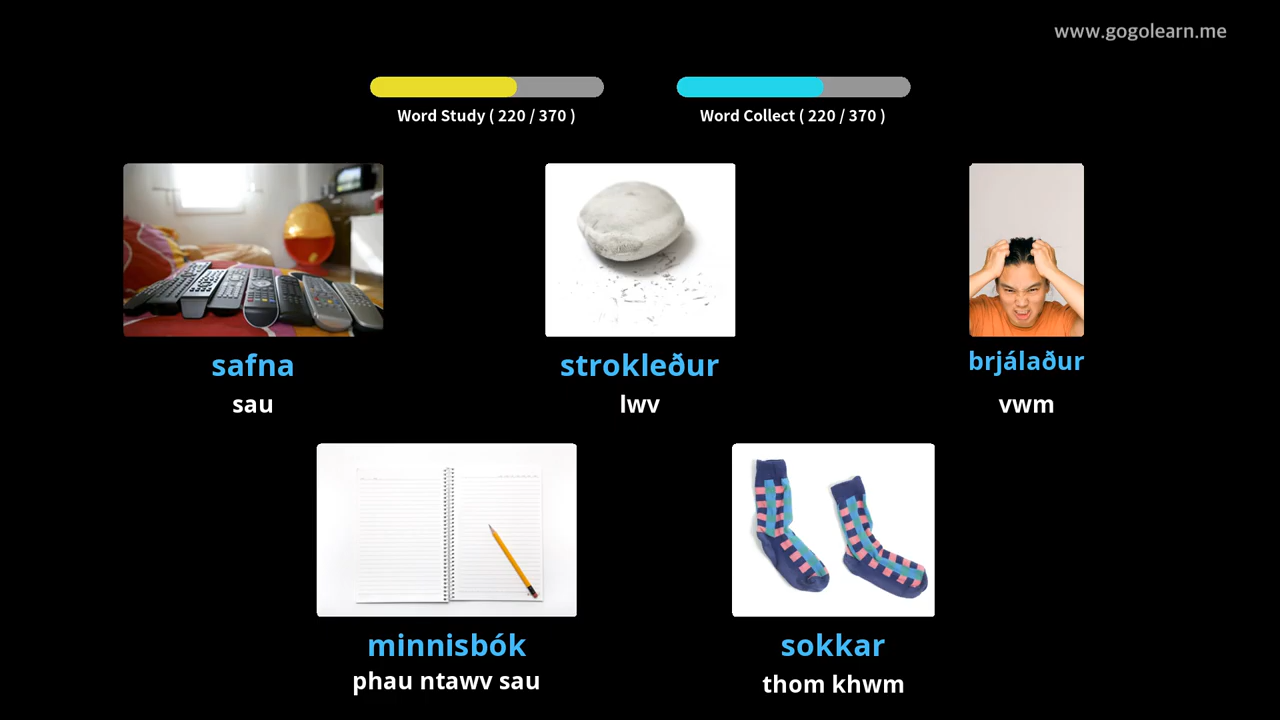 www.gogolearn.me
Word Study ( 220 / 370 )
Word Collect ( 220 / 370 )
safna
sau
strokleður
lwv
brjálaður
vwm
minnisbók
phau ntawv sau
sokkar
thom khwm